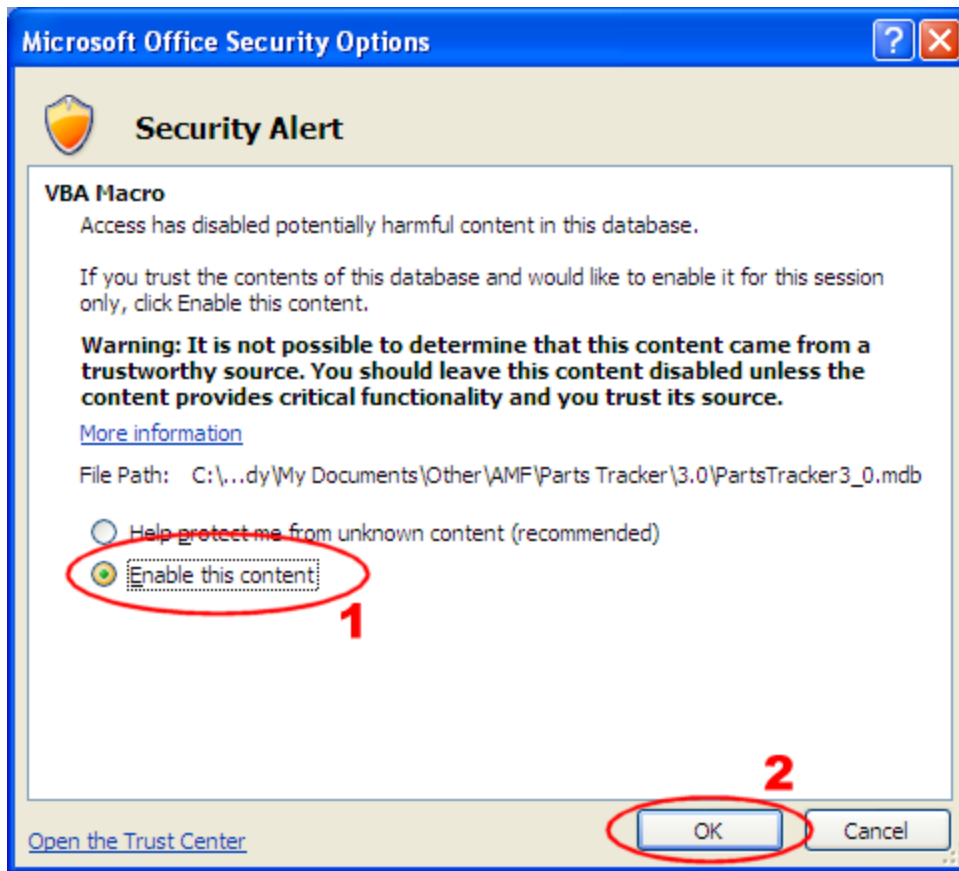 Microsoft Office Security Options
Security Alert
VBA Macro
Access has disabled potentially harmful content in this database.
If you trust the contents of this database and would like to enable it for this session
only, click Enable this content.
Warning: It is not possible to determine that this content came from a
trustworthy source. You should leave this content disabled unless the
content provides critical functionality and you trust its source.
More information
File Path: C:\...dy\My Documents\Other\AMF\Parts Tracker\3.0\PartsTracker3_0.mdb
Help protect me from unknown content (recommended)
Enable this content
1
2
Open the Trust Center
OK
Cancel